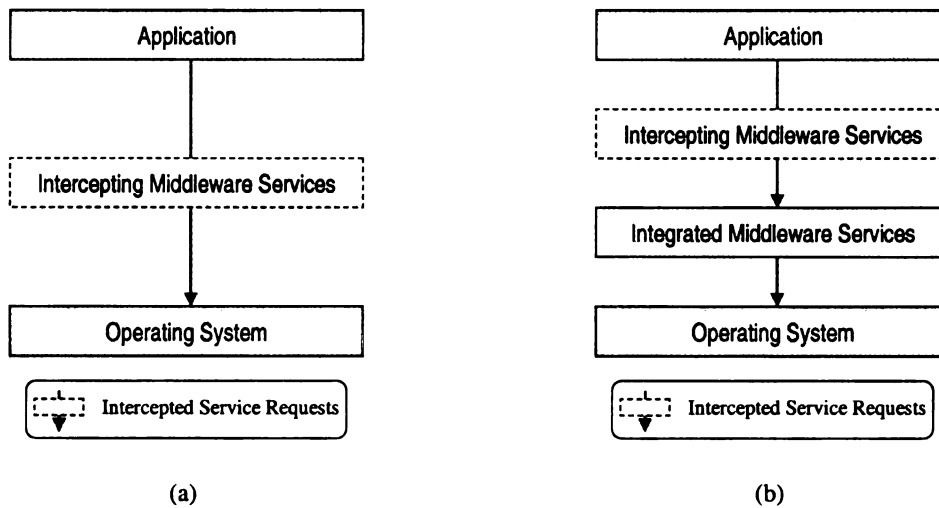 Application
Intercepting Middleware Services
Operating System
Intercepted Service Requests
(a)
Application
Intercepting Middleware Services
Integrated Middleware Services
Operating System
Intercepted Service Requests
(b)